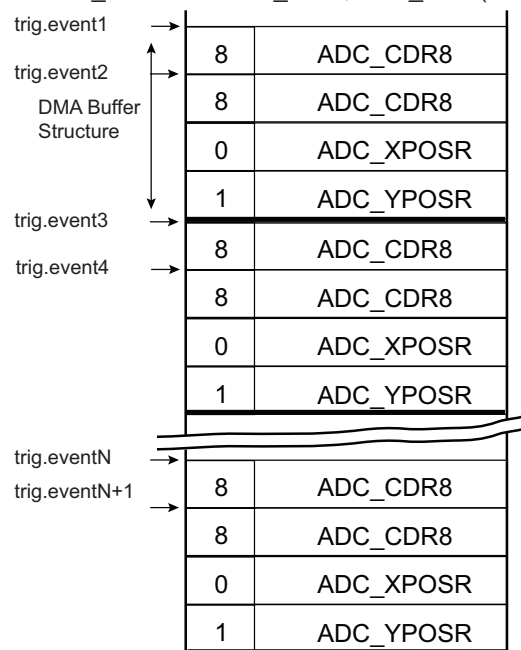 trig.event1
8 ADC_CDR8
trig.event2
8 ADC_CDR8
DMA Buffer
Structure
0 ADC_XPOSR
1 ADC_YPOSR
trig.event3
8 ADC_CDR8
trig.event4
8 ADC_CDR8
0 ADC_XPOSR
1 ADC_YPOSR
trig.eventN
8 ADC_CDR8
trig.eventN+1
8 ADC_CDR8
0 ADC_XPOSR
1 ADC_YPOSR